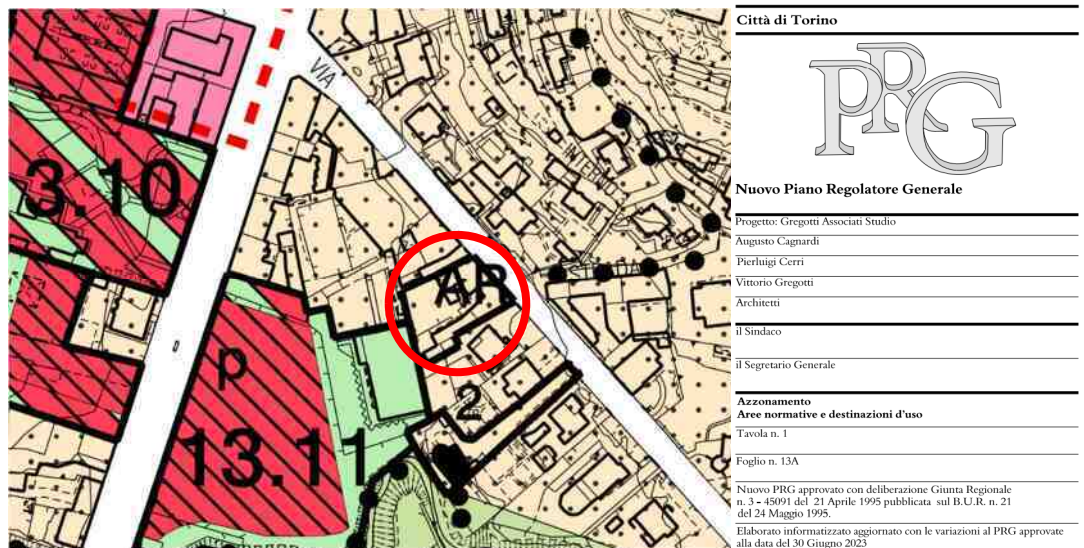 VIA
3.10
INTERNO
AR
p
2
13.11
Città di Torino
PRG
Nuovo Piano Regolatore Generale
Progetto: Gregotti Associati Studio
Augusto Cagnardi
Pierluigi Cerri
Vittorio Gregotti
Architetti
il Sindaco
il Segretario Generale
Azzonamento
Aree normative e destinazioni d'uso
Tavola n. 1
Foglio n. 13A
Nuovo PRG approvato con deliberazione Giunta Regionale
n. 3 - 45091 del 21 Aprile 1995 pubblicata sul B.U.R. n. 21
del 24 Maggio 1995.
Elaborato informatizzato aggiornato con le variazioni al PRG approvate
alla data del 30 Giugno 2023